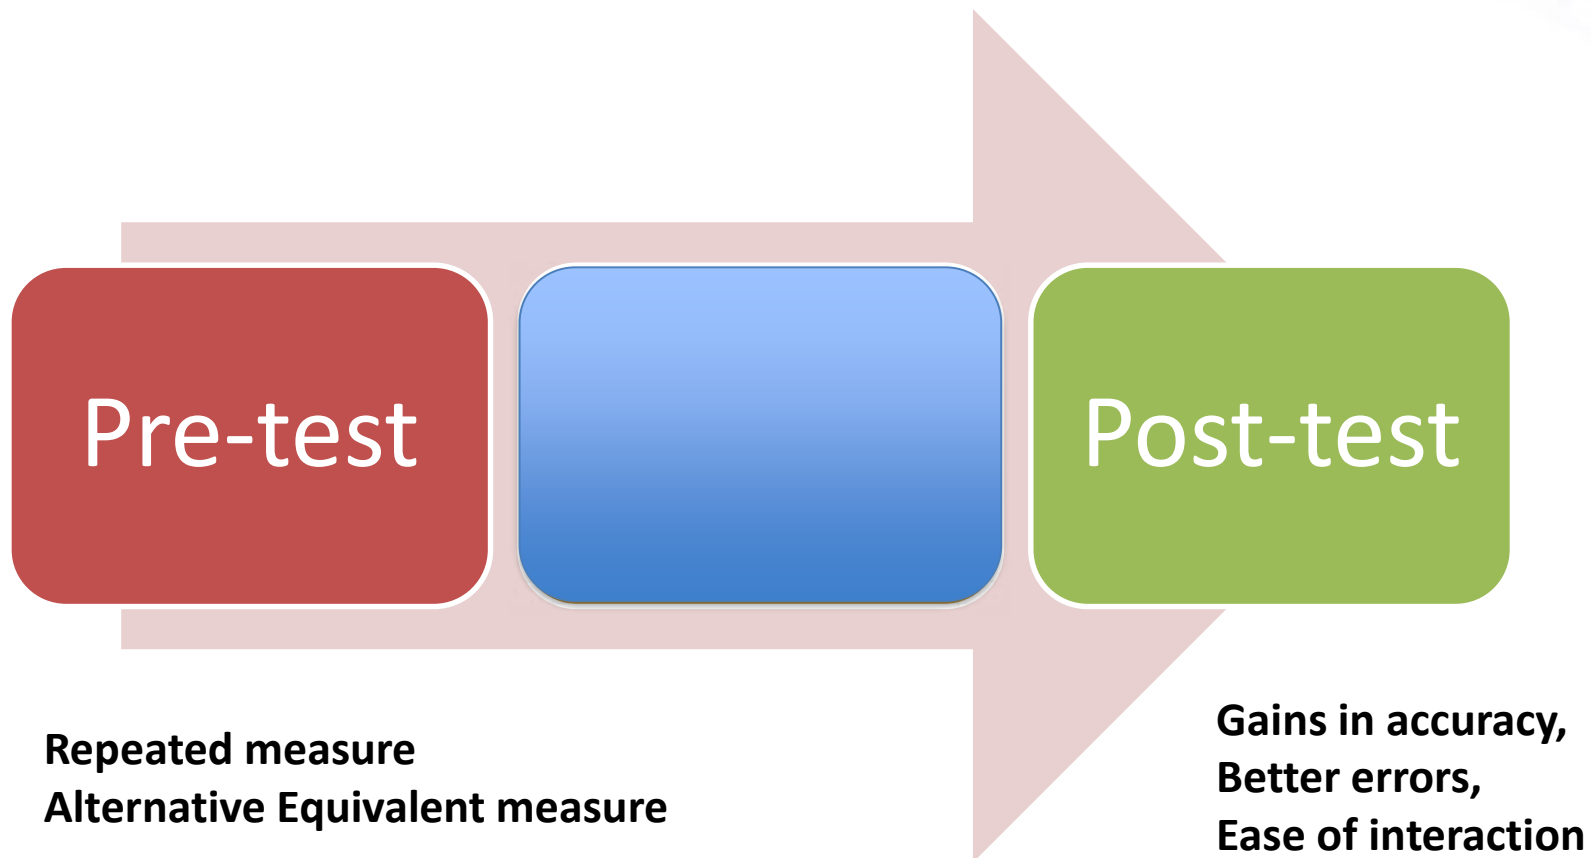 Pre-test
Post-test
Repeated measure
Alternative Equivalent measure
Gains in accuracy,
Better errors,
Ease of interaction